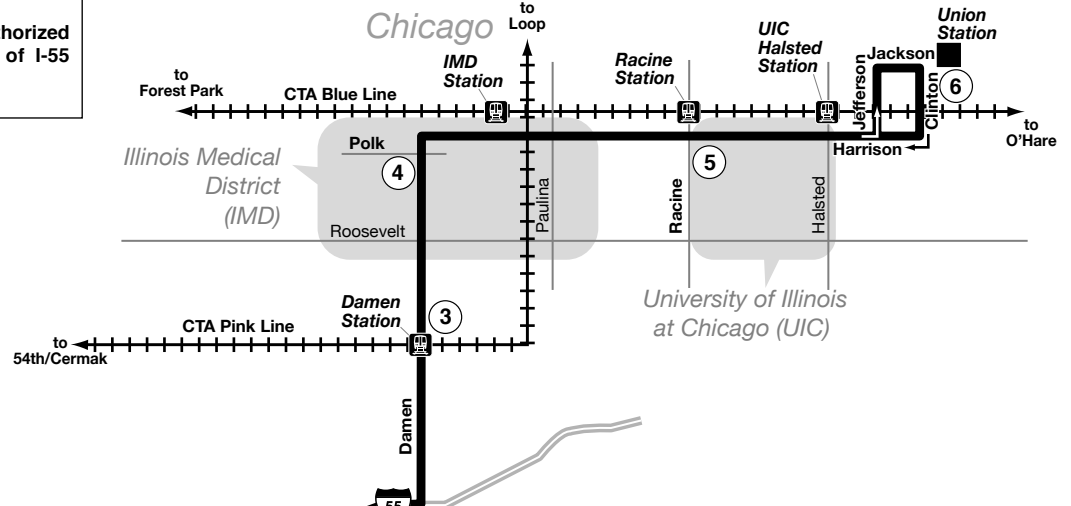 thorized
of I-55
Chicago
to
Loop
Union
Station
UIC
Halsted
Station
IMD
Station
Racine
Station
Jackson
Jefferson
Clinton
6
to
Forest Park
CTA Blue Line
to
O'Hare
Harrison
Polk
4
5
Illinois Medical
District
(IMD)
Paulina
Racine
Halsted
Roosevelt
University of Illinois
at Chicago (UIC)
Damen
Station
3
CTA Pink Line
to
54th/Cermak
Damen
55